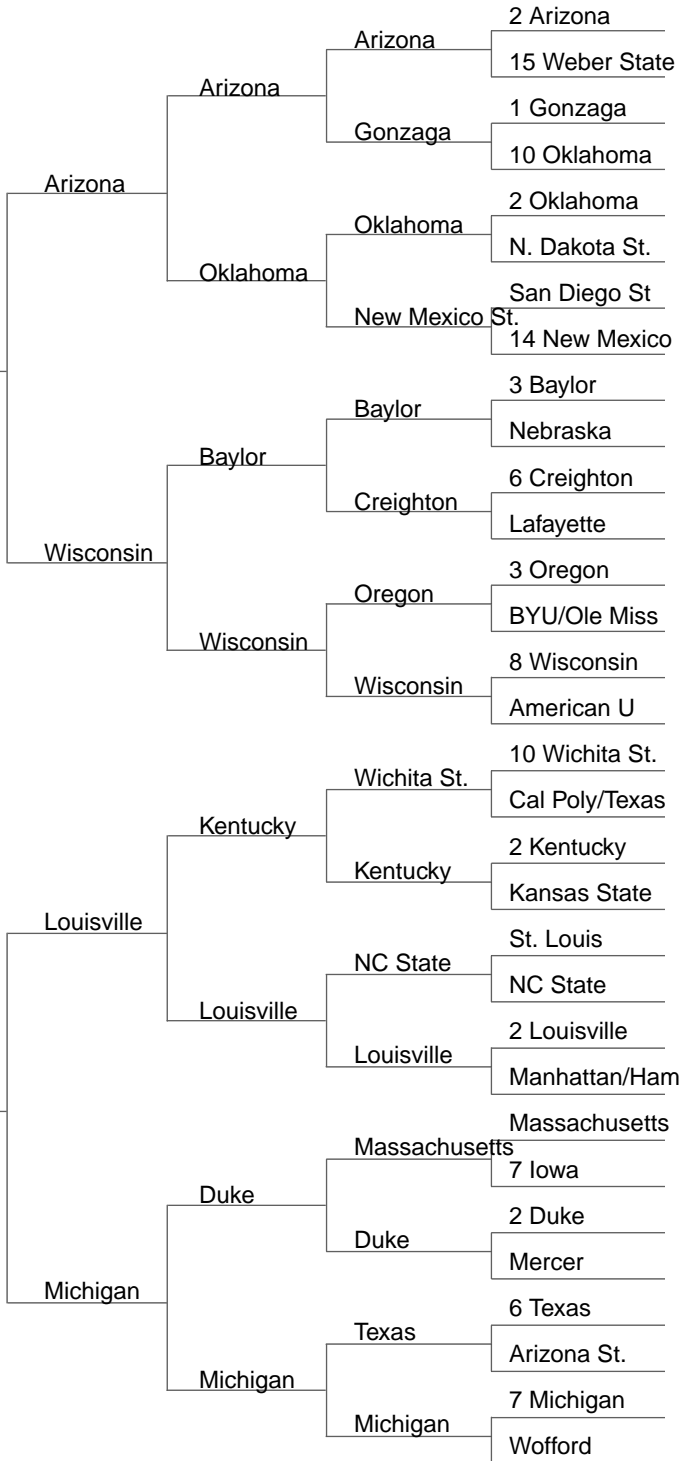 2 Arizona
Arizona
15 Weber State
Arizona
1 Gonzaga
Gonzaga
10 Oklahoma
Arizona
2 Oklahoma
Oklahoma
N. Dakota St.
Oklahoma
San Diego St
New Mexico St.
14 New Mexico
3 Baylor
Baylor
Nebraska
Baylor
6 Creighton
Creighton
Lafayette
Wisconsin
3 Oregon
Oregon
BYU/Ole Miss
Wisconsin
8 Wisconsin
Wisconsin
American U
10 Wichita St.
Wichita St.
Cal Poly/Texas
Kentucky
2 Kentucky
Kentucky
Kansas State
Louisville
St. Louis
NC State
NC State
Louisville
2 Louisville
Louisville
Manhattan/Ham
Massachusetts
Massachusetts
7 Iowa
Duke
2 Duke
Duke
Mercer
Michigan
6 Texas
Texas
Arizona St.
Michigan
7 Michigan
Michigan
Wofford